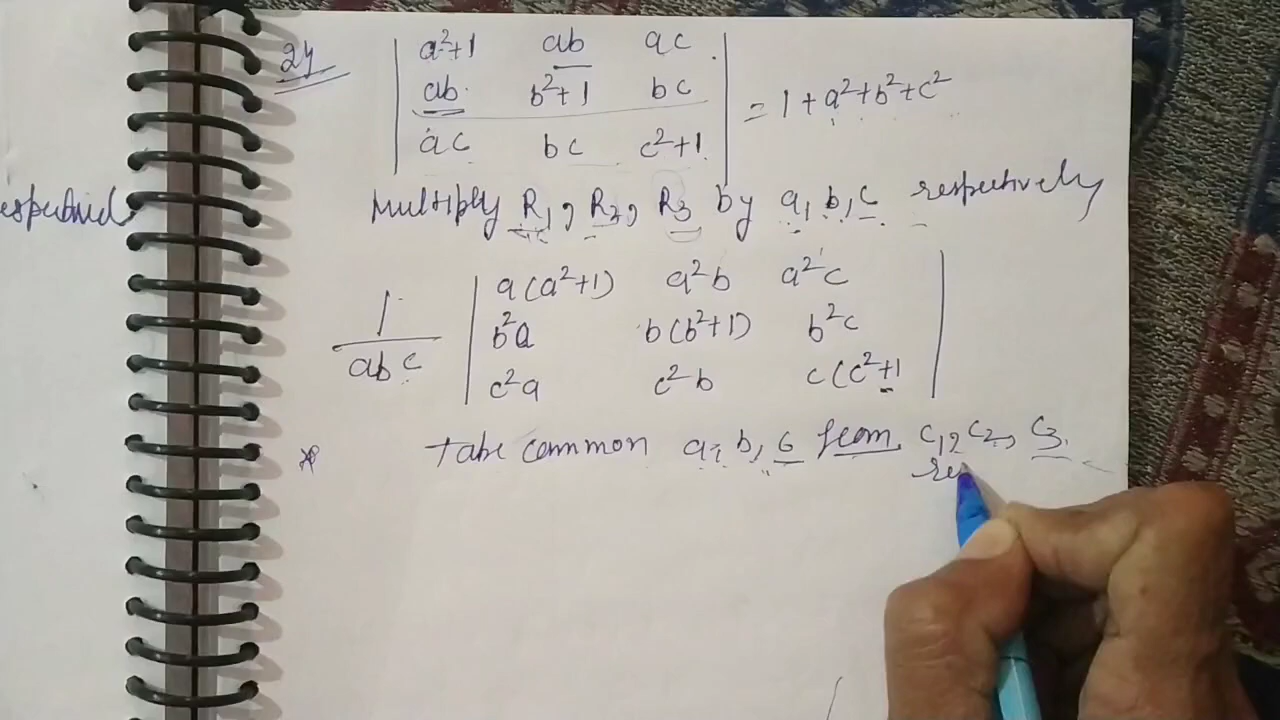 24 | a²+1 ab ac |
| ab b²+1 bc | = 1+a²+b²+c²
| ac bc c²+1 |
Multiply R₁, R₂, R₃ by a, b, c respectively
1/abc | a(a²+1) a²b a²c |
| b²a b(b²+1) b²c |
| c²a c²b c(c²+1 |
* Take common a, b, c from C₁, C₂, C₃.
re